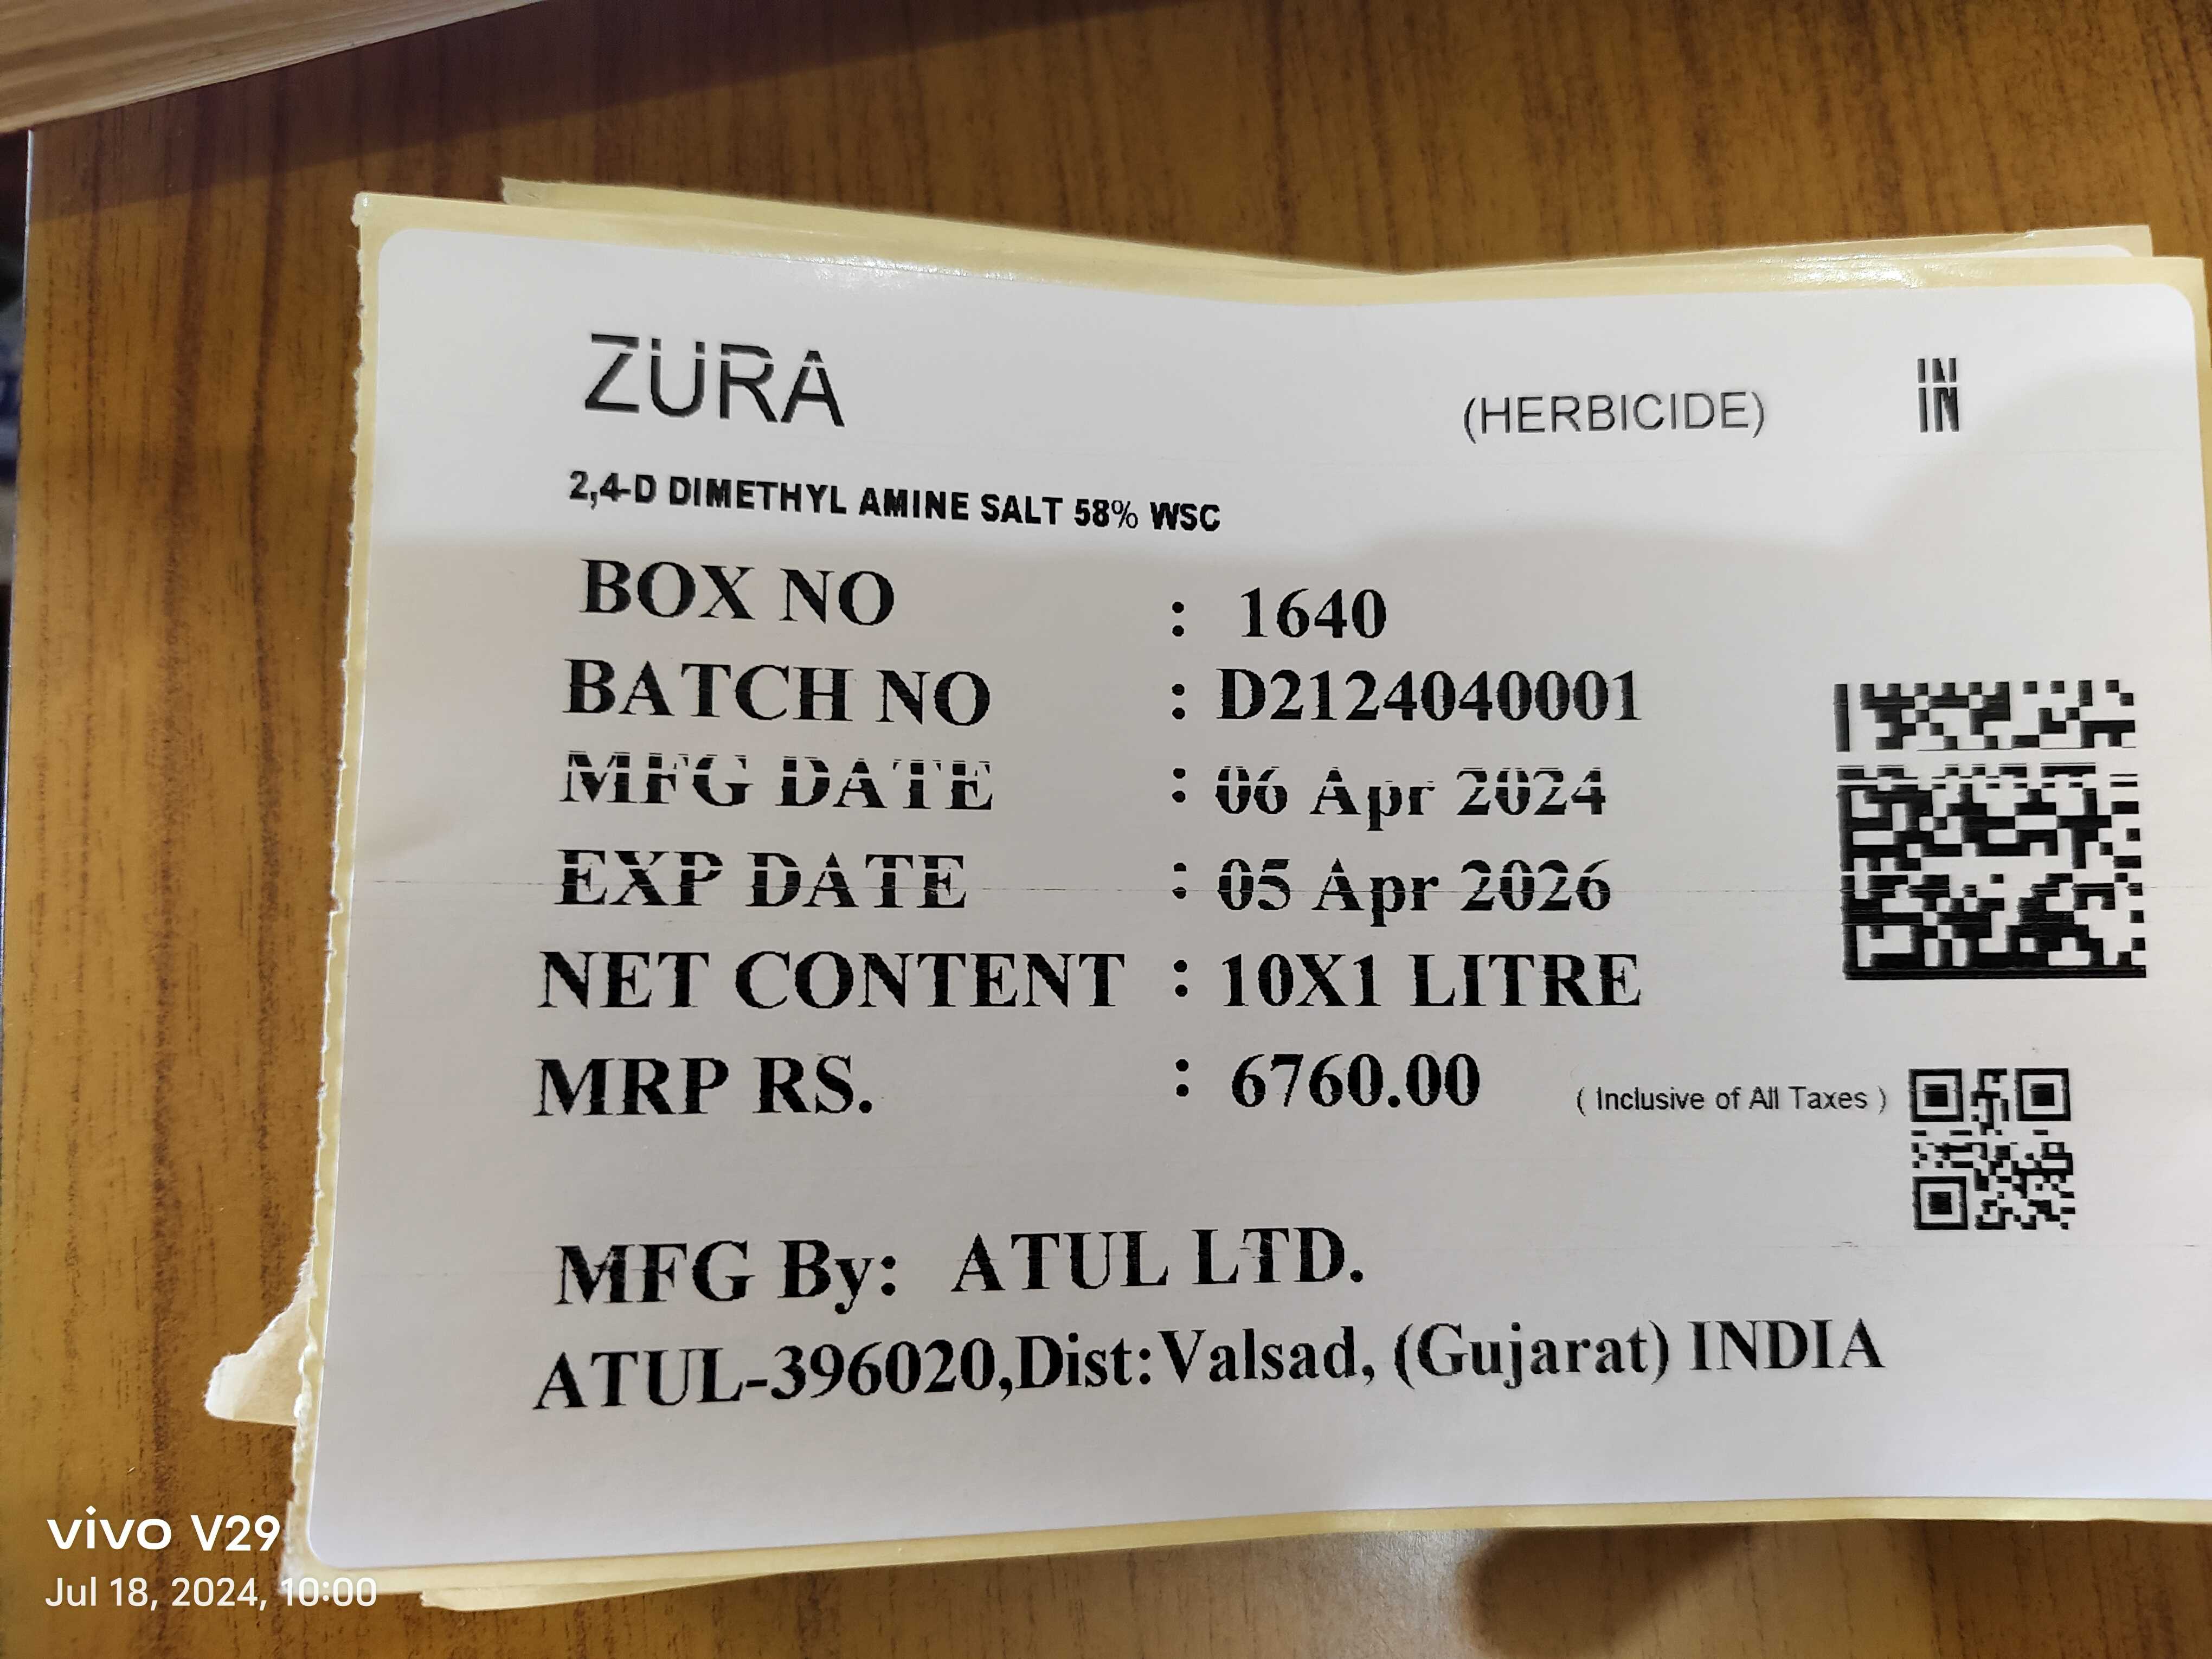 ZURA (HERBICIDE) IN
2,4-D DIMETHYL AMINE SALT 58% WSC
BOX NO : 1640
BATCH NO : D2124040001
MFG DATE : 06 Apr 2024
EXP DATE : 05 Apr 2026
NET CONTENT : 10X1 LITRE
MRP RS. : 6760.00 ( Inclusive of All Taxes )
MFG By: ATUL LTD.
ATUL-396020,Dist:Valsad, (Gujarat) INDIA
vivo V29
Jul 18, 2024, 10:00